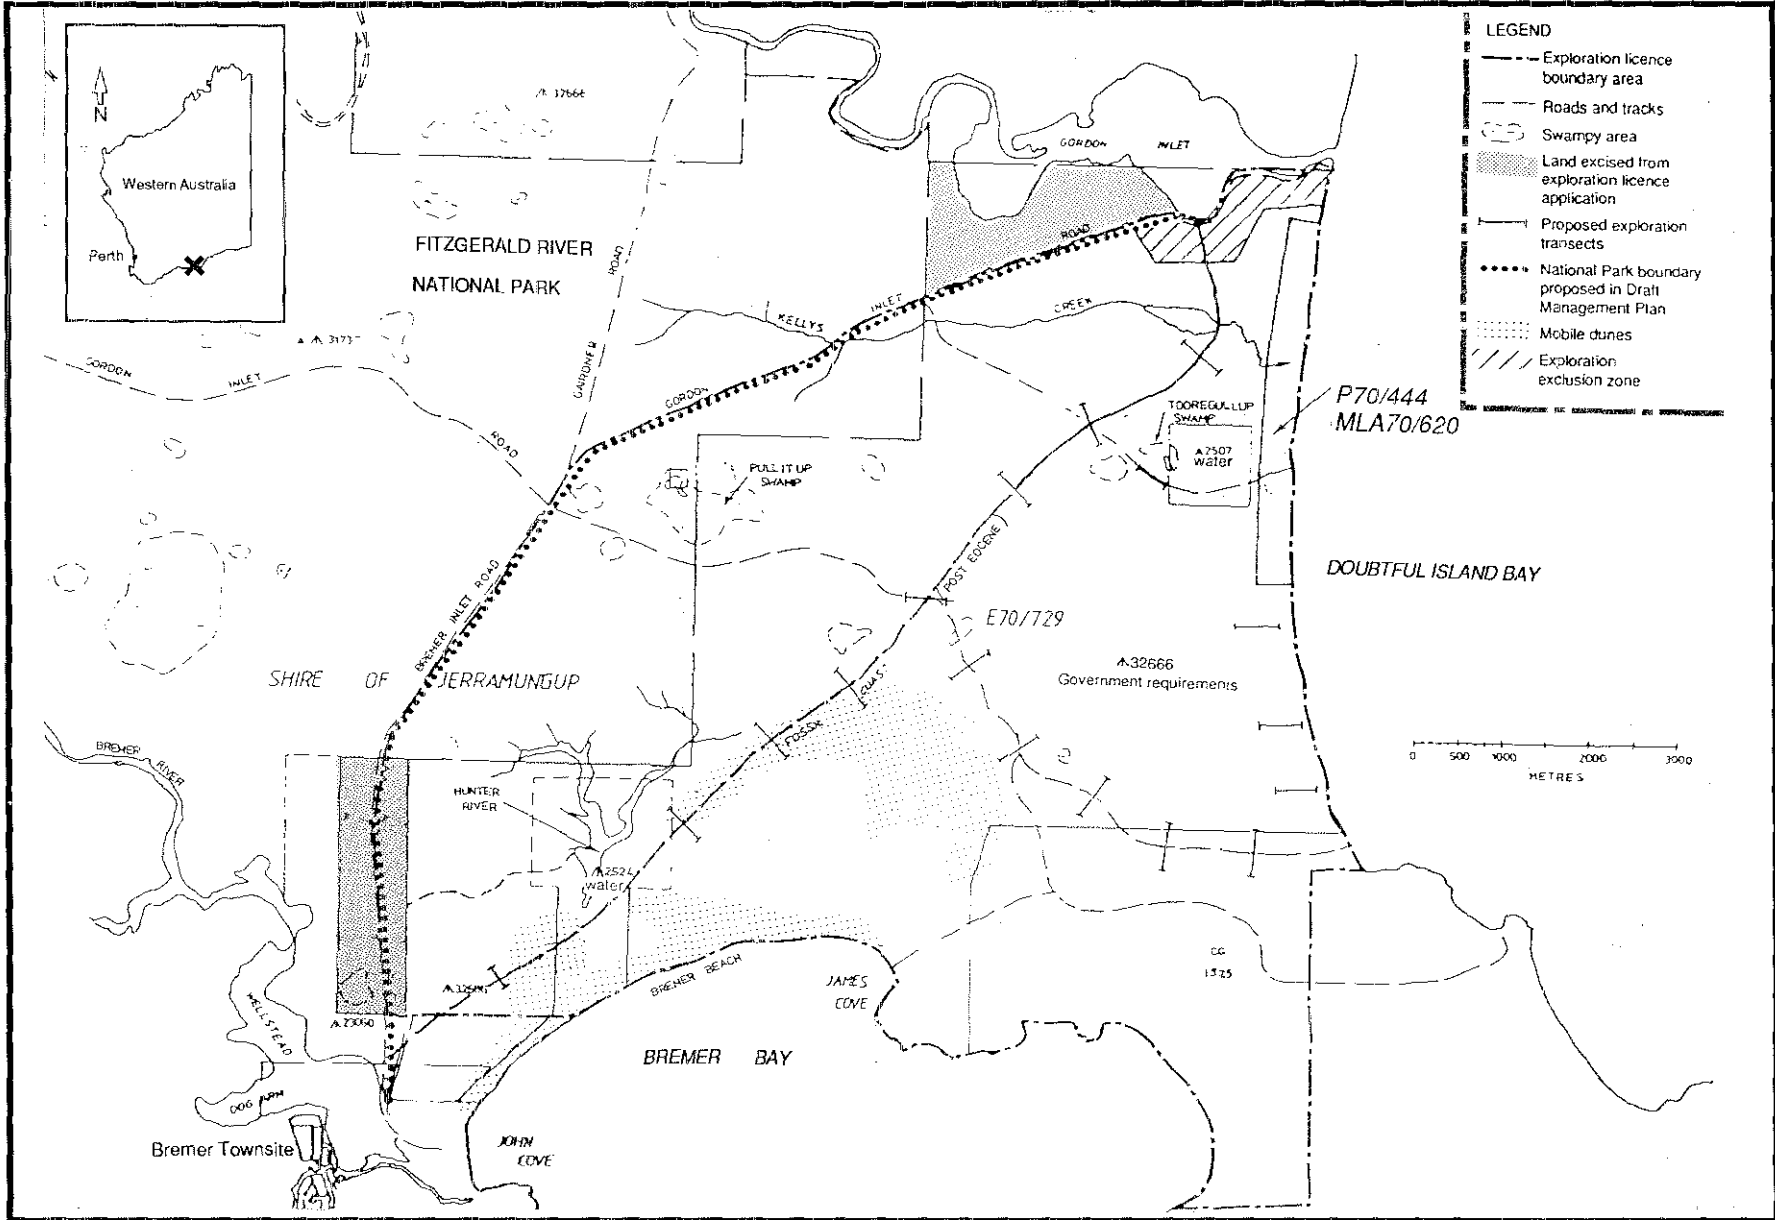 N
Western Australia
Perth
LEGEND
Exploration licence
boundary area
Roads and tracks
Swampy area
Land excised from
exploration licence
application
Proposed exploration
transects
National Park boundary
proposed in Draft
Management Plan
Mobile dunes
Exploration
exclusion zone
GORDON INLET
FITZGERALD RIVER
NATIONAL PARK
GAIRDNER ROAD
GORDON INLET ROAD
KELLYS CREEK
GORDON INLET ROAD
P70/444
MLA70/620
TOOREGULLUP
SWAMP
2507
water
PULL IT UP
SWAMP
(POST EOCENE)
DOUBTFUL ISLAND BAY
E70/729
BREMER INLET ROAD
SHIRE OF JERRAMUNGUP
32666
Government requirements
0 500 1000 2000 3000
METRES
BREMER RIVER
HUNTER
RIVER
2524
water
BREMER BEACH
JAMES
COVE
CG
1325
WELLSTEAD
23060
BREMER BAY
Bremer Townsite
JOHN
COVE